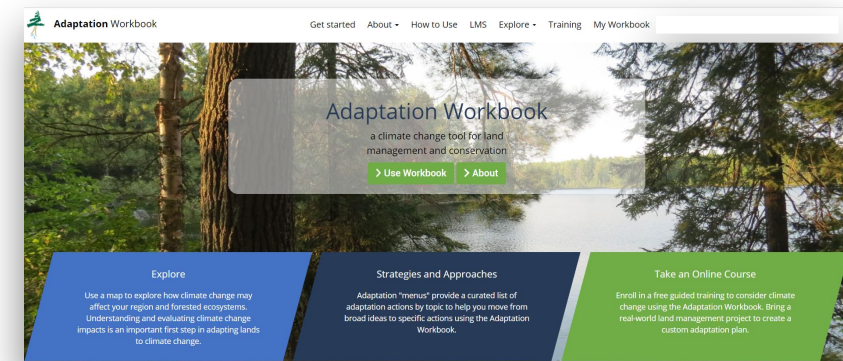 Adaptation Workbook
Get started About How to Use LMS Explore Training My Workbook
Adaptation Workbook
a climate change tool for land
management and conservation
Use Workbook About
Explore
Use a map to explore how climate change may
affect your region and forested ecosystems.
Understanding and evaluating climate change
impacts is an important first step in adapting lands
to climate change.
Strategies and Approaches
Adaptation "menus" provide a curated list of
adaptation actions by topic to help you move from
broad ideas to specific actions using the Adaptation
Workbook.
Take an Online Course
Enroll in a free guided training to consider climate
change using the Adaptation Workbook. Bring a
real-world land management project to create a
custom adaptation plan.